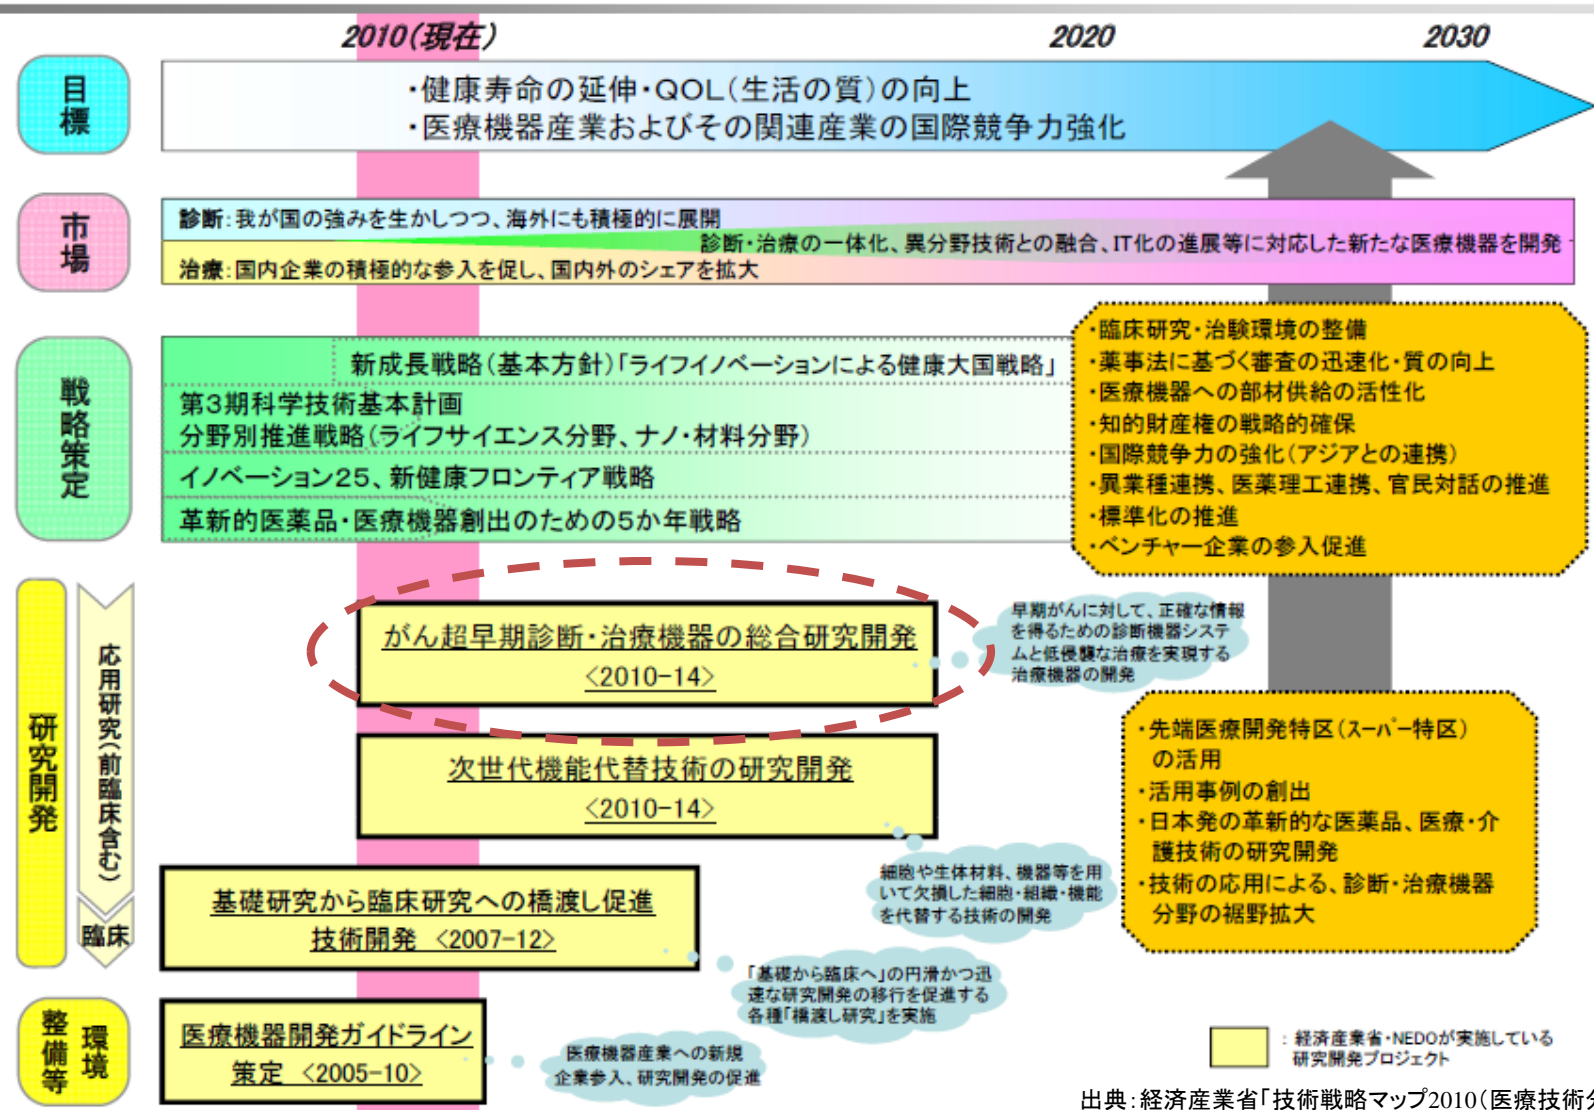 2010(現在)
2020
2030
目標
・健康寿命の延伸・QOL(生活の質)の向上
・医療機器産業およびその関連産業の国際競争力強化
市場
診断:我が国の強みを生かしつつ、海外にも積極的に展開
診断・治療の一体化、異分野技術との融合、IT化の進展等に対応した新たな医療機器を開発
治療:国内企業の積極的な参入を促し、国内外のシェアを拡大
戦略策定
新成長戦略(基本方針)「ライフイノベーションによる健康大国戦略」
第3期科学技術基本計画
分野別推進戦略(ライフサイエンス分野、ナノ・材料分野)
イノベーション25、新健康フロンティア戦略
革新的医薬品・医療機器創出のための5か年戦略
・臨床研究・治験環境の整備
・薬事法に基づく審査の迅速化・質の向上
・医療機器への部材供給の活性化
・知的財産権の戦略的確保
・国際競争力の強化(アジアとの連携)
・異業種連携、医薬理工連携、官民対話の推進
・標準化の推進
・ベンチャー企業の参入促進
研究開発
応用研究(前臨床含む)
臨床
がん超早期診断・治療機器の総合研究開発
<2010-14>
早期がんに対して、正確な情報
を得るための診断機器システ
ムと低侵襲な治療を実現する
治療機器の開発
次世代機能代替技術の研究開発
<2010-14>
細胞や生体材料、機器等を用
いて欠損した細胞・組織・機能
を代替する技術の開発
・先端医療開発特区(スーパー特区)
の活用
・活用事例の創出
・日本発の革新的な医薬品、医療・介
護技術の研究開発
・技術の応用による、診断・治療機器
分野の裾野拡大
基礎研究から臨床研究への橋渡し促進
技術開発 <2007-12>
「基礎から臨床へ」の円滑かつ迅
速な研究開発の移行を促進する
各種「橋渡し研究」を実施
環境
整備等
医療機器開発ガイドライン
策定 <2005-10>
医療機器産業への新規
企業参入、研究開発の促進
:経済産業省・NEDOが実施している
研究開発プロジェクト
出典:経済産業省「技術戦略マップ2010(医療技術分